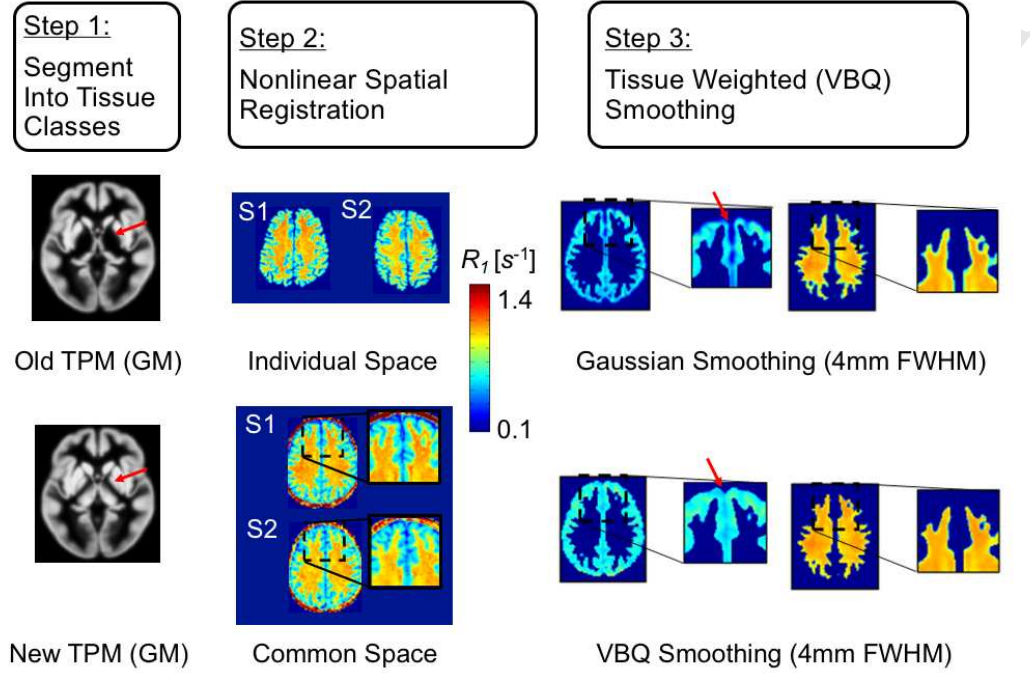 Step 1:
Segment
Into Tissue
Classes
Step 2:
Nonlinear Spatial
Registration
Step 3:
Tissue Weighted (VBQ)
Smoothing
S1
S2
R1 [s-1]
1.4
0.1
Old TPM (GM)
Individual Space
Gaussian Smoothing (4mm FWHM)
S1
S2
New TPM (GM)
Common Space
VBQ Smoothing (4mm FWHM)